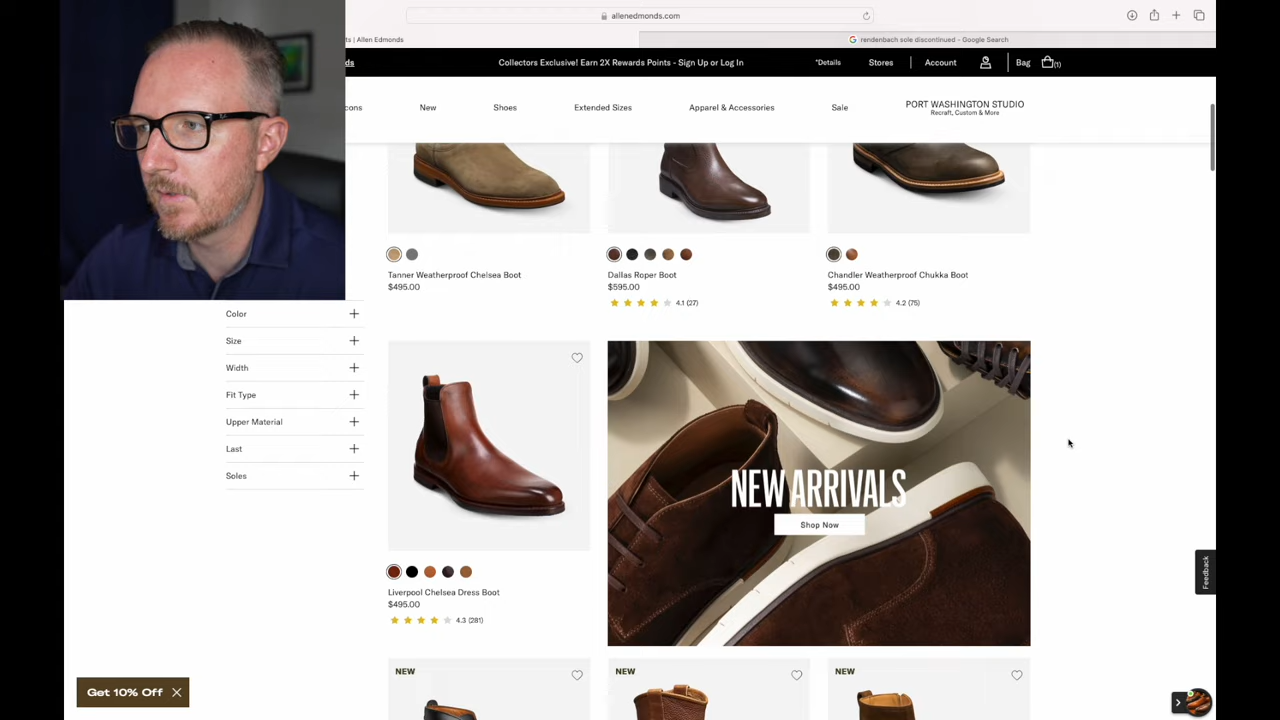 allenedmonds.com
ts | Allen Edmonds
rendenbach sole discontinued - Google Search
ds
Collectors Exclusive! Earn 2X Rewards Points - Sign Up or Log In
*Details
Stores
Account
Bag
(1)
cons
New
Shoes
Extended Sizes
Apparel & Accessories
Sale
PORT WASHINGTON STUDIO
Recraft, Custom & More
Tanner Weatherproof Chelsea Boot
$495.00
Dallas Roper Boot
$595.00
4.1 (27)
Chandler Weatherproof Chukka Boot
$495.00
4.2 (75)
Color
Size
Width
Fit Type
Upper Material
Last
Soles
NEW ARRIVALS
Shop Now
Liverpool Chelsea Dress Boot
$495.00
4.3 (281)
Feedback
NEW
NEW
NEW
Get 10% Off